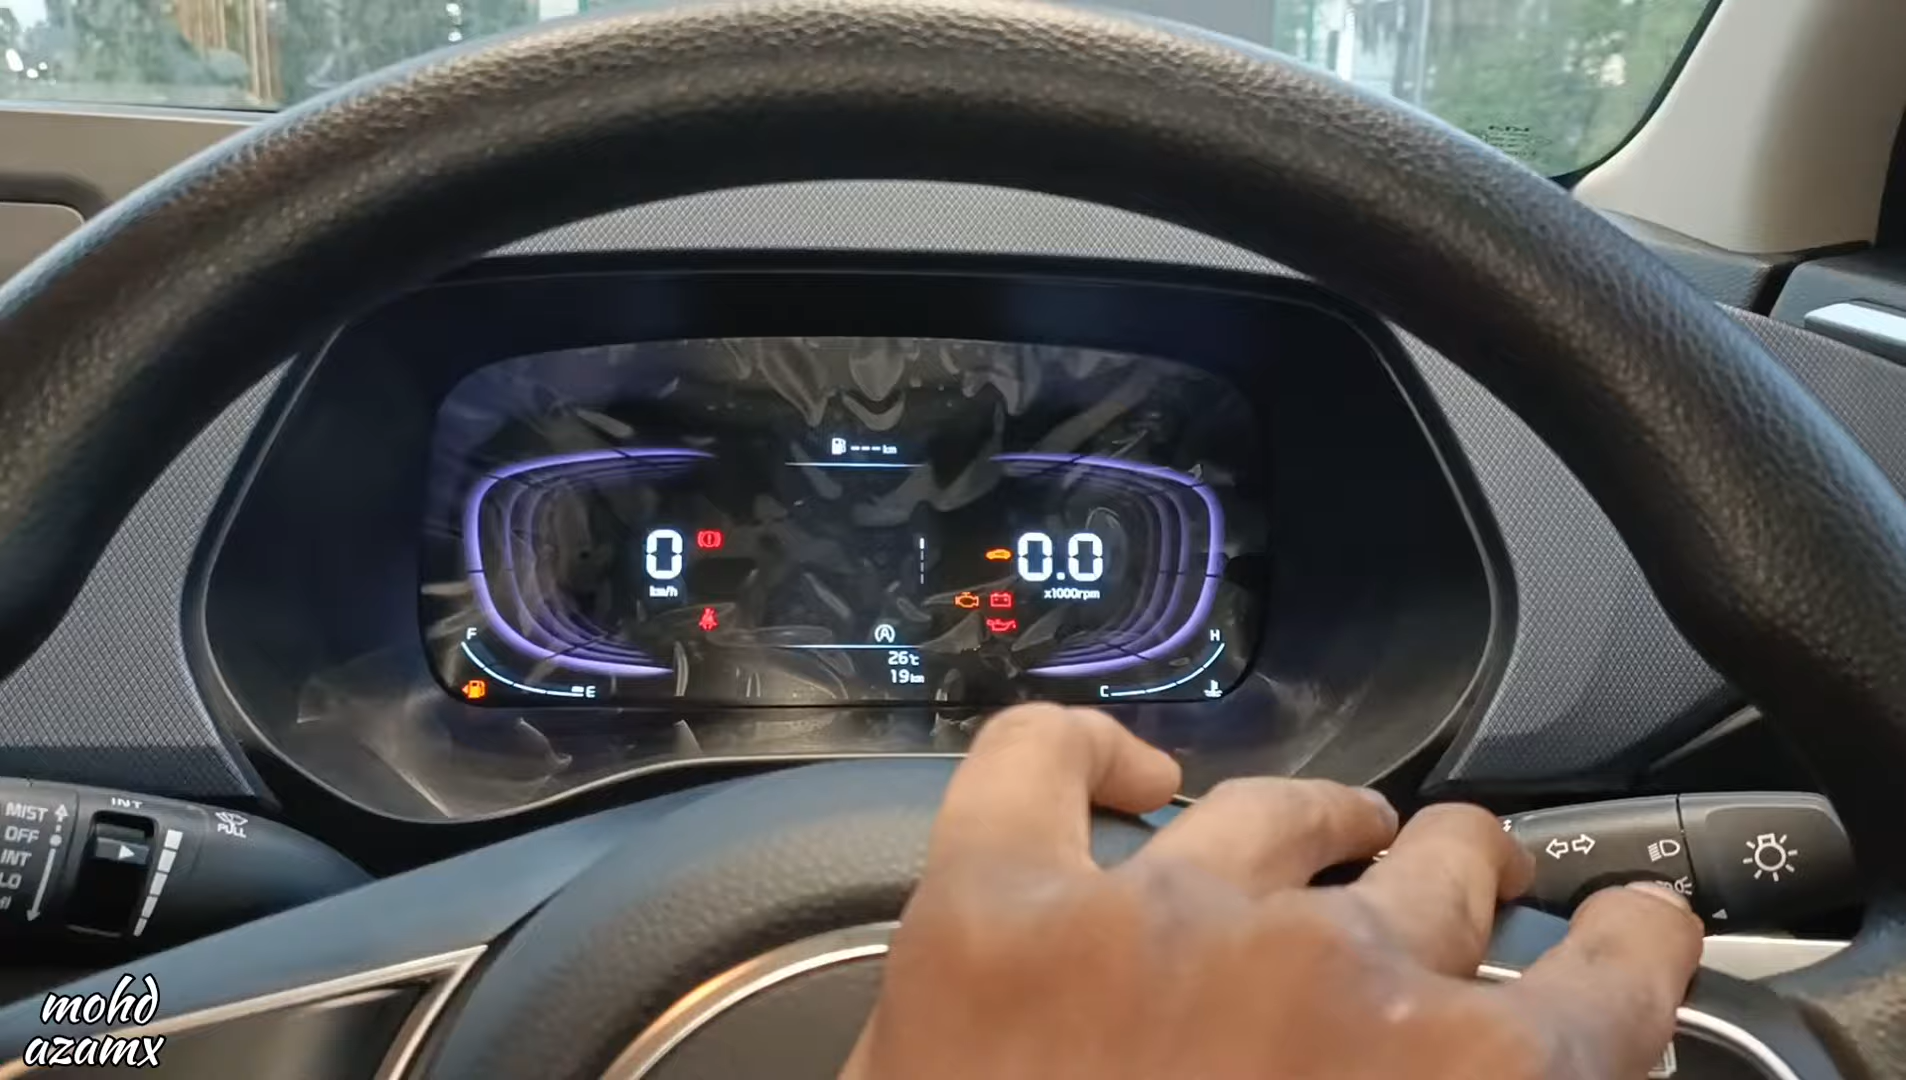 --- km
0
km/h
0.0
x1000rpm
F
E
26°c
19km
H
C
MIST
OFF
INT
LO
INT
PULL
mohd
azamx